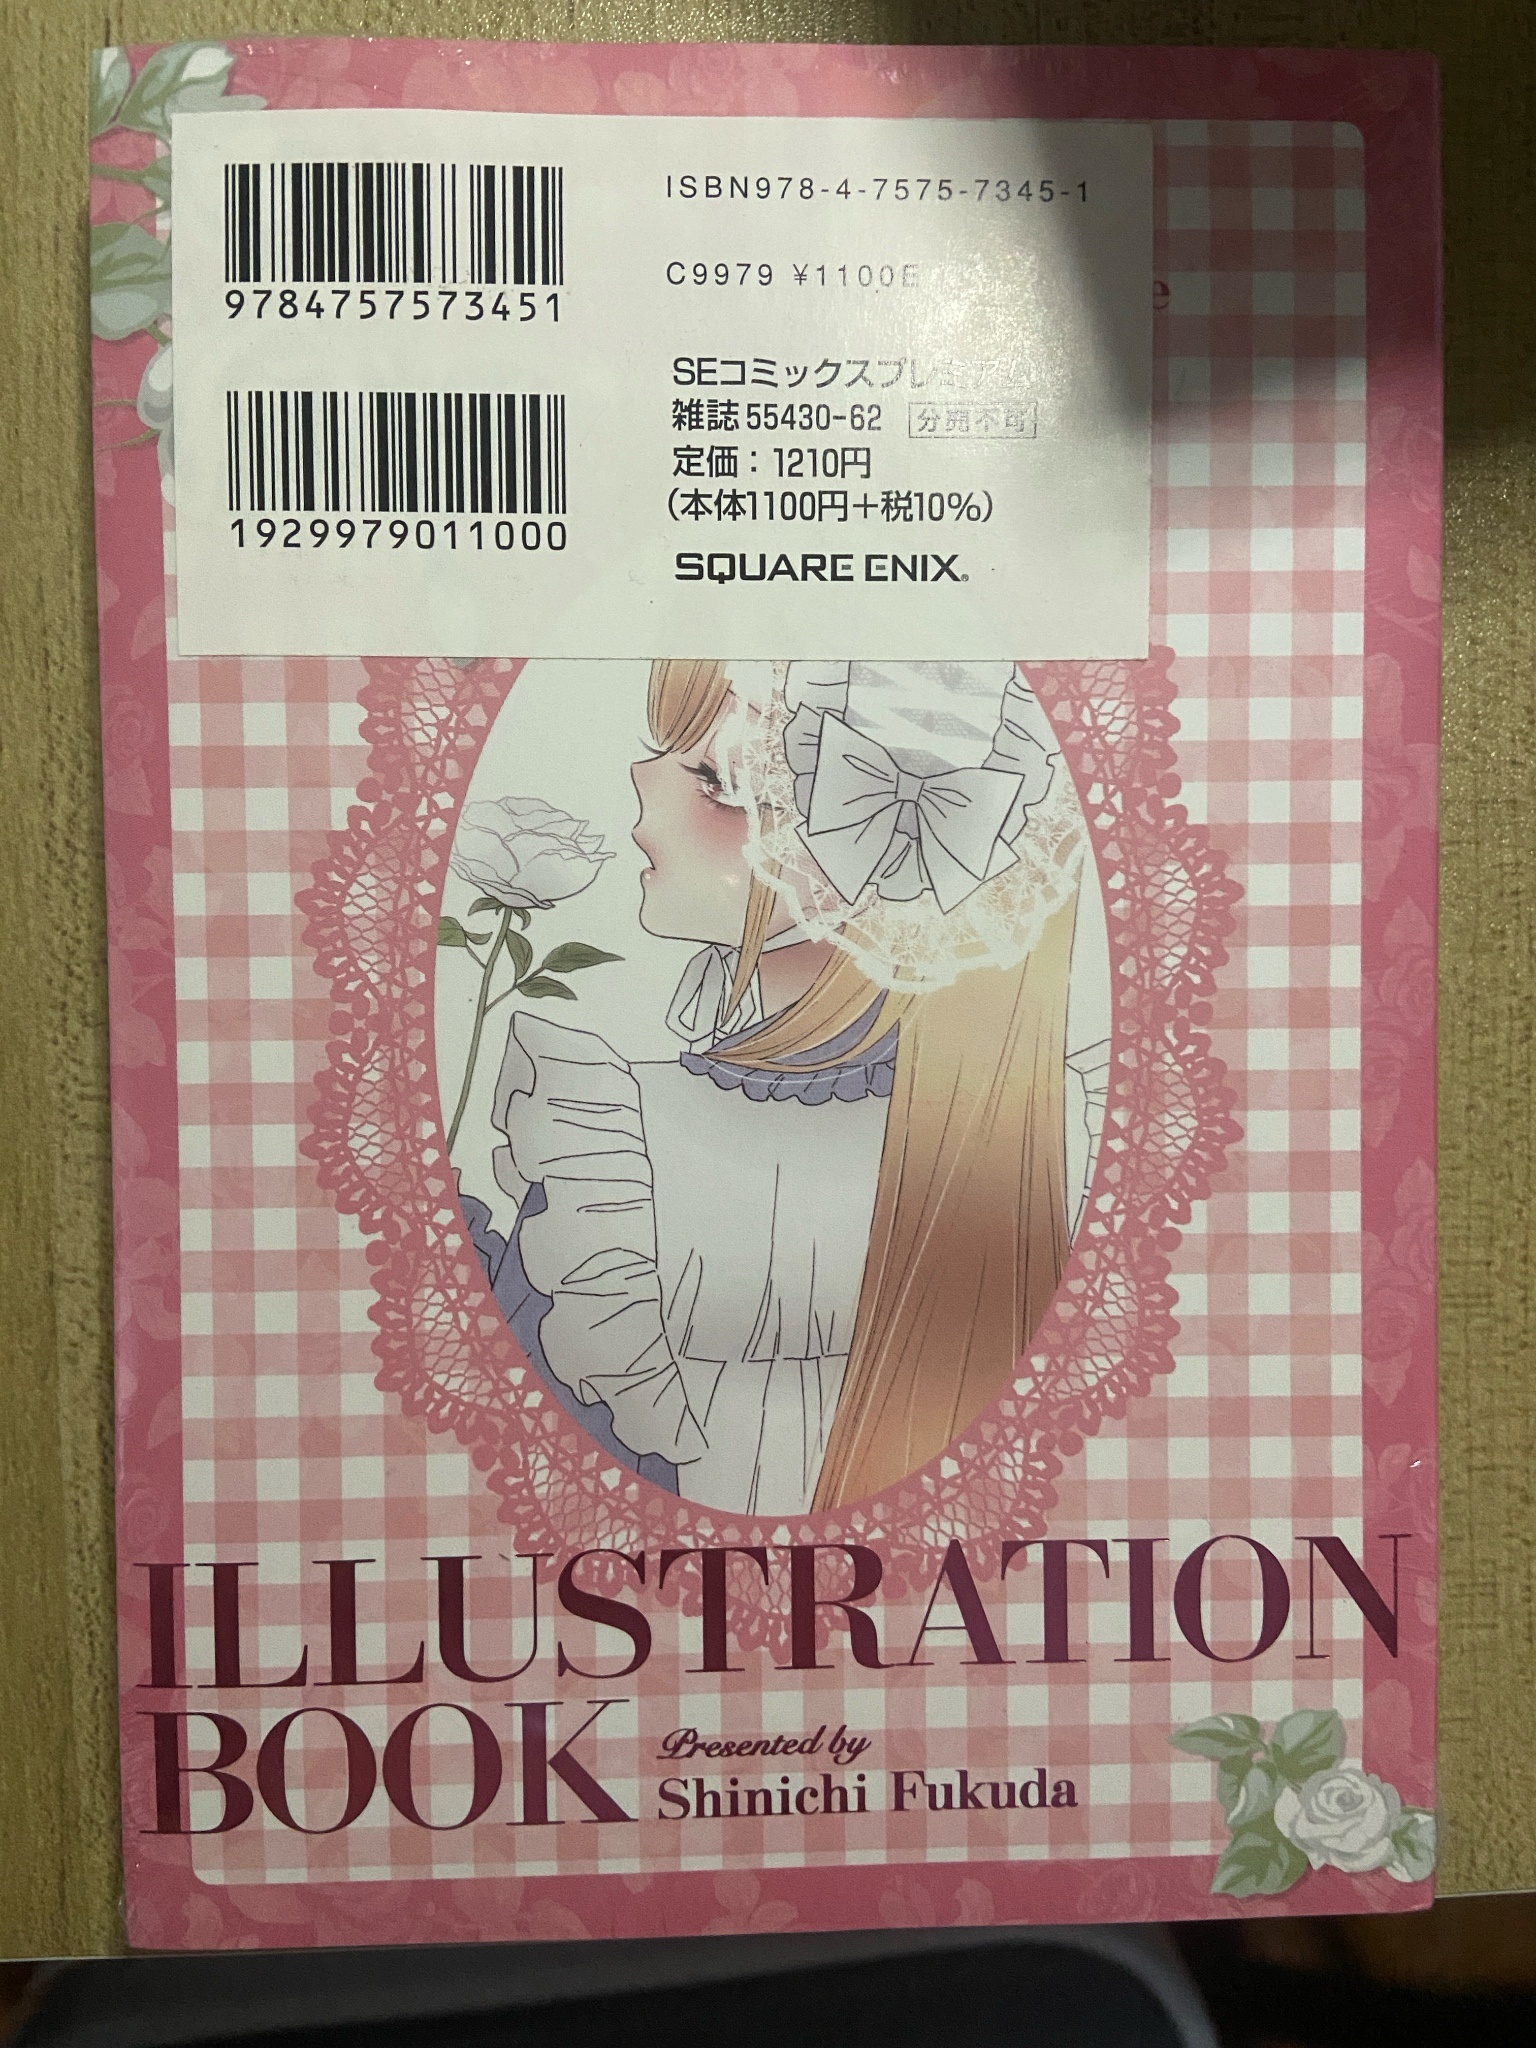 ISBN978-4-7575-7345-1
9784757573451
C9979 ¥1100E
SEコミックスプレミアム
雑誌 55430-62 分売不可
定価：1210円
(本体1100円+税10%)
1929979011000
SQUARE ENIX®
ILLUSTRATION
BOOK
Presented by
Shinichi Fukuda